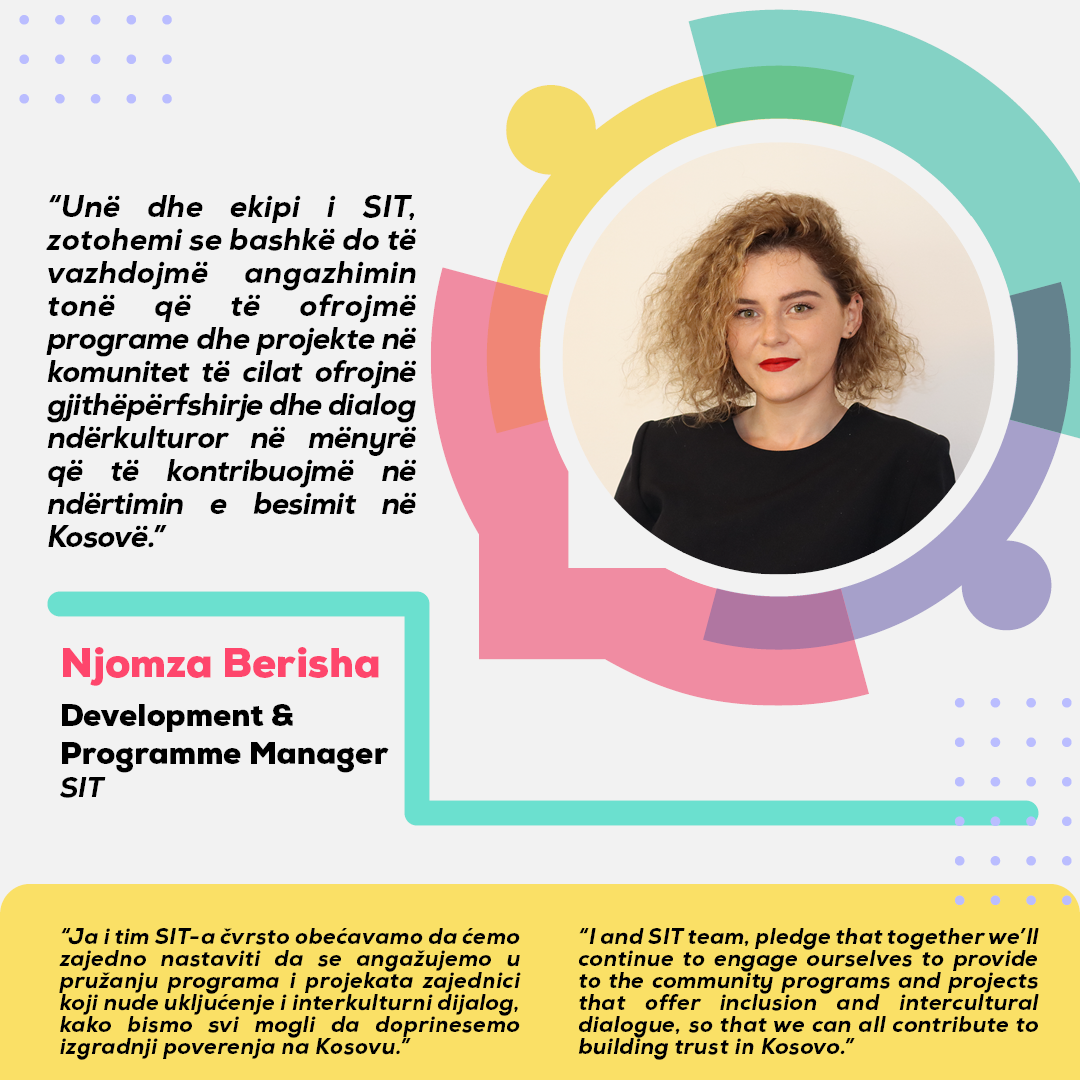 “Unë dhe ekipi i SIT,
zotohemi se bashkë do të
vazhdojmë angazhimin
tonë që të ofrojmë
programe dhe projekte në
komunitet të cilat ofrojnë
gjithëpërfshirje dhe dialog
ndërkulturor në mënyrë
që të kontribuojmë në
ndërtimin e besimit në
Kosovë.”
Njomza Berisha
Development &
Programme Manager
SIT
“Ja i tim SIT-a čvrsto obećavamo da ćemo
zajedno nastaviti da se angažujemo u
pružanju programa i projekata zajednici
koji nude ukljućenje i interkulturni dijalog,
kako bismo svi mogli da doprinesemo
izgradnji poverenja na Kosovu.”
“I and SIT team, pledge that together we’ll
continue to engage ourselves to provide
to the community programs and projects
that offer inclusion and intercultural
dialogue, so that we can all contribute to
building trust in Kosovo.”